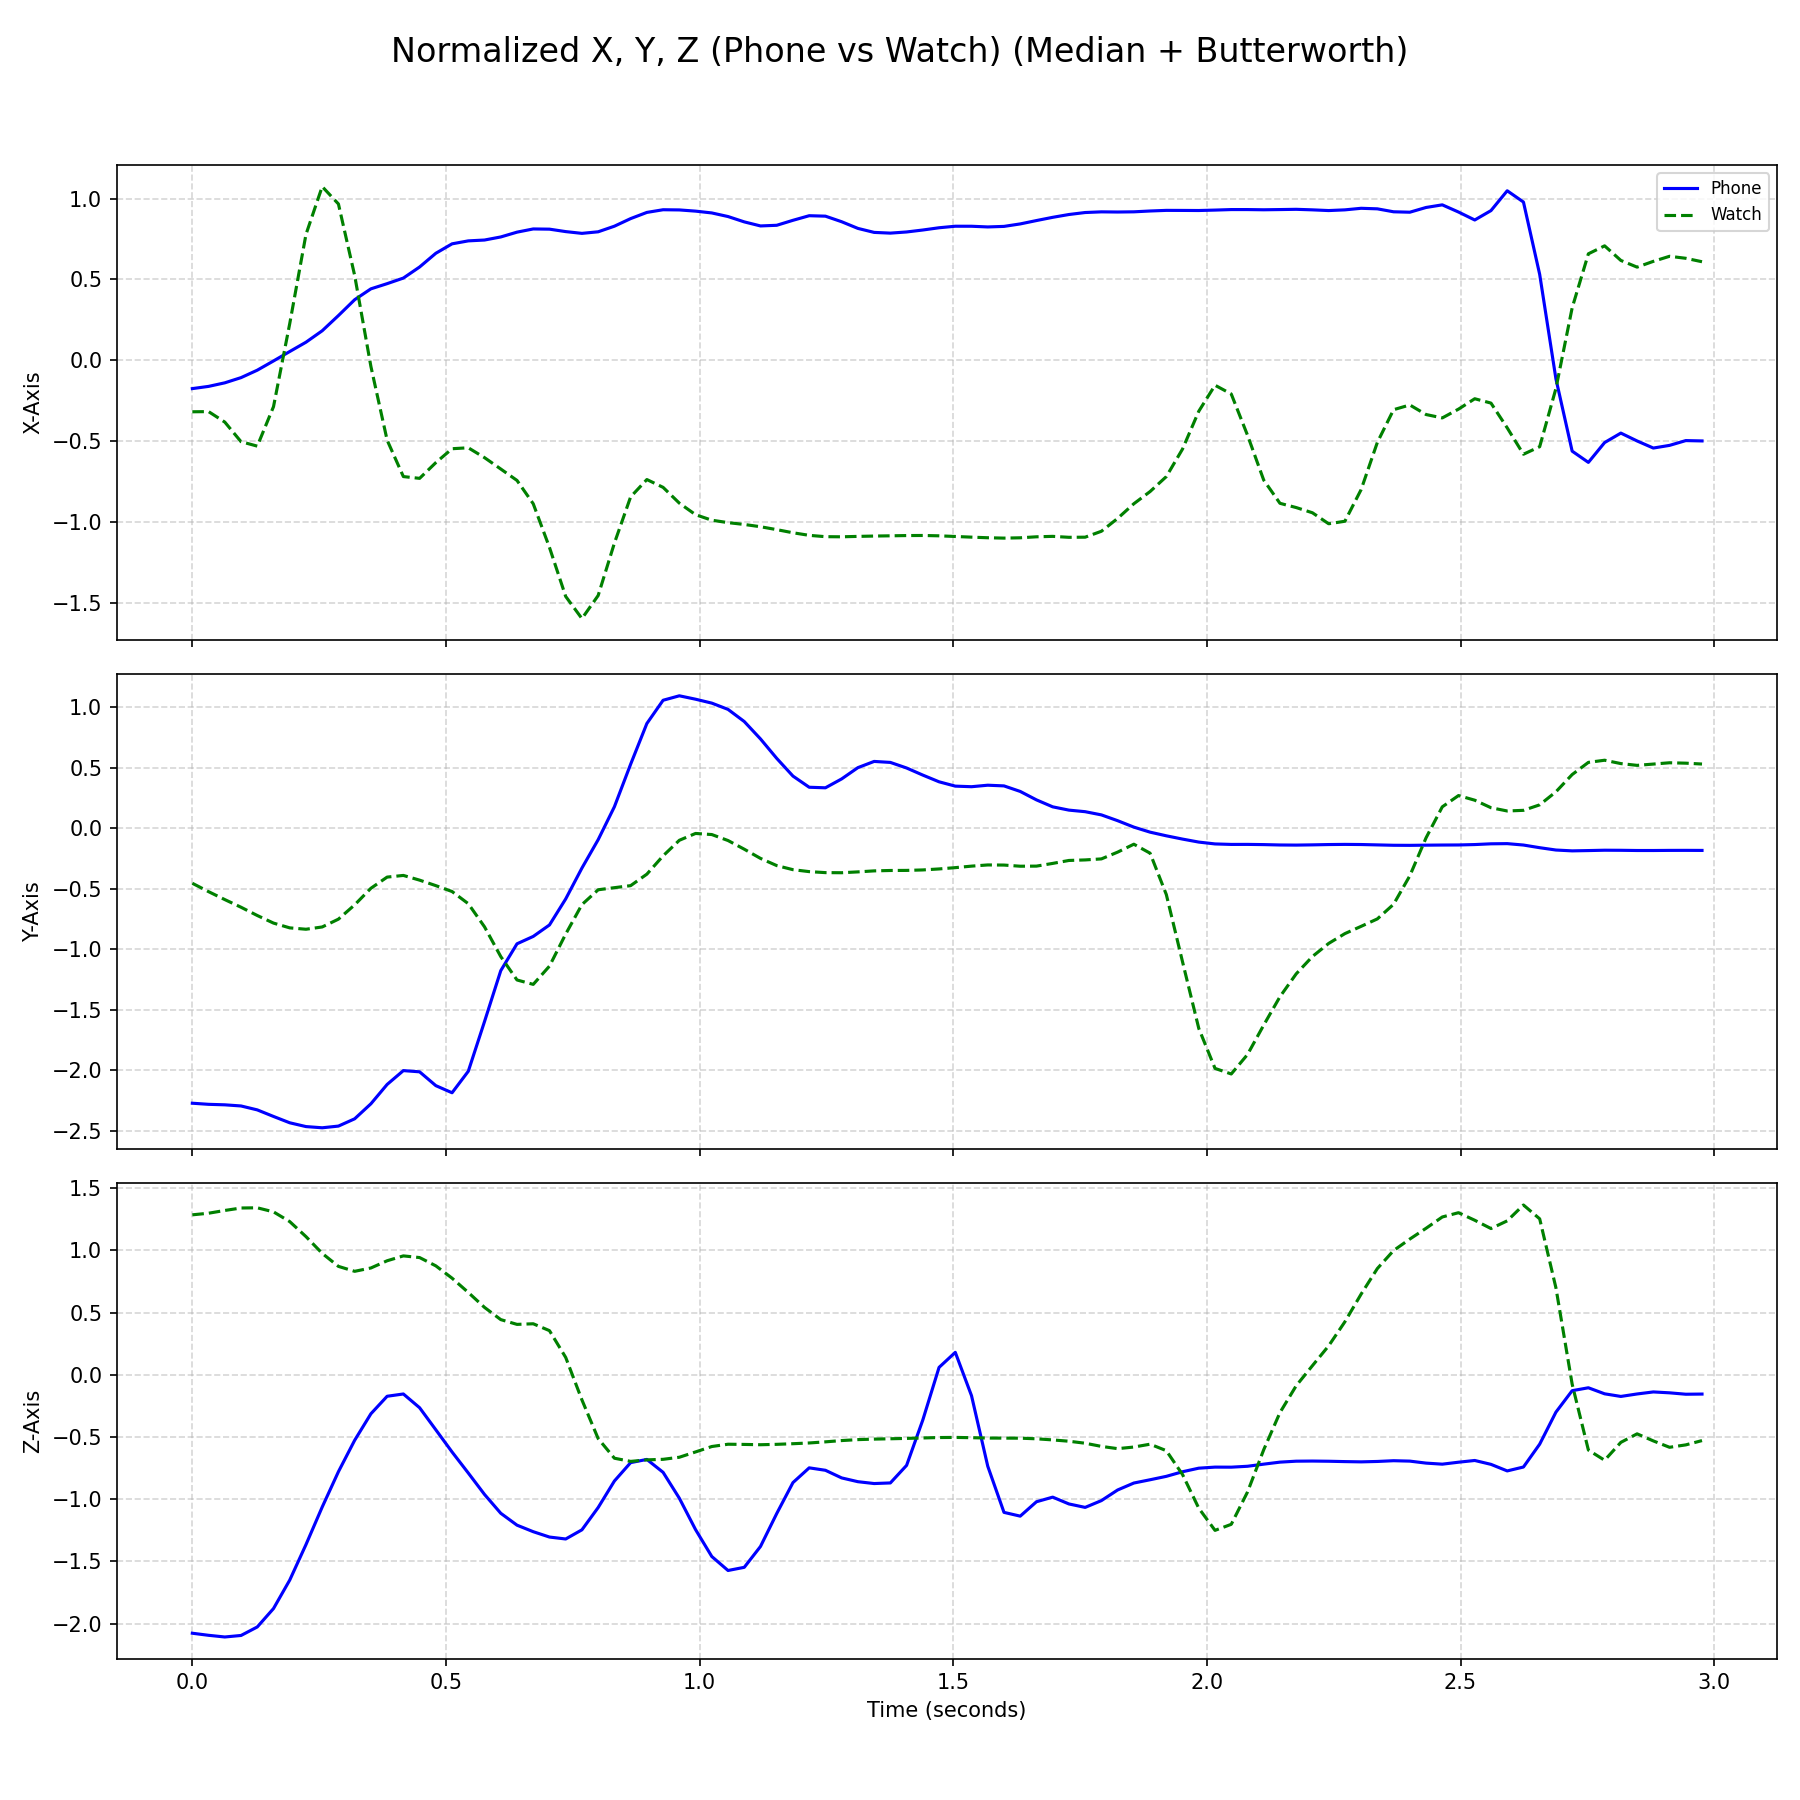 Normalized X, Y, Z (Phone vs Watch) (Median + Butterworth)
Phone
Watch
1.0
0.5
0.0
−0.5
−1.0
−1.5
X-Axis
1.0
0.5
0.0
−0.5
−1.0
−1.5
−2.0
−2.5
Y-Axis
1.5
1.0
0.5
0.0
−0.5
−1.0
−1.5
−2.0
Z-Axis
0.0 0.5 1.0 1.5 2.0 2.5 3.0
Time (seconds)